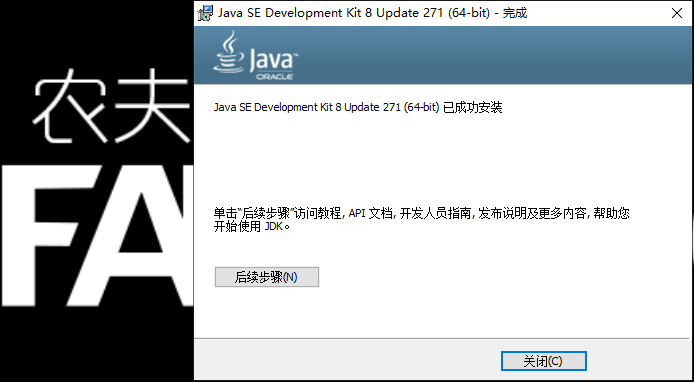 Java SE Development Kit 8 Update 271 (64-bit) - 完成
Java
ORACLE
农夫
FA
Java SE Development Kit 8 Update 271 (64-bit) 已成功安装
单击“后续步骤”访问教程, API 文档, 开发人员指南, 发布说明及更多内容, 帮助您
开始使用 JDK。
后续步骤(N)
关闭(C)